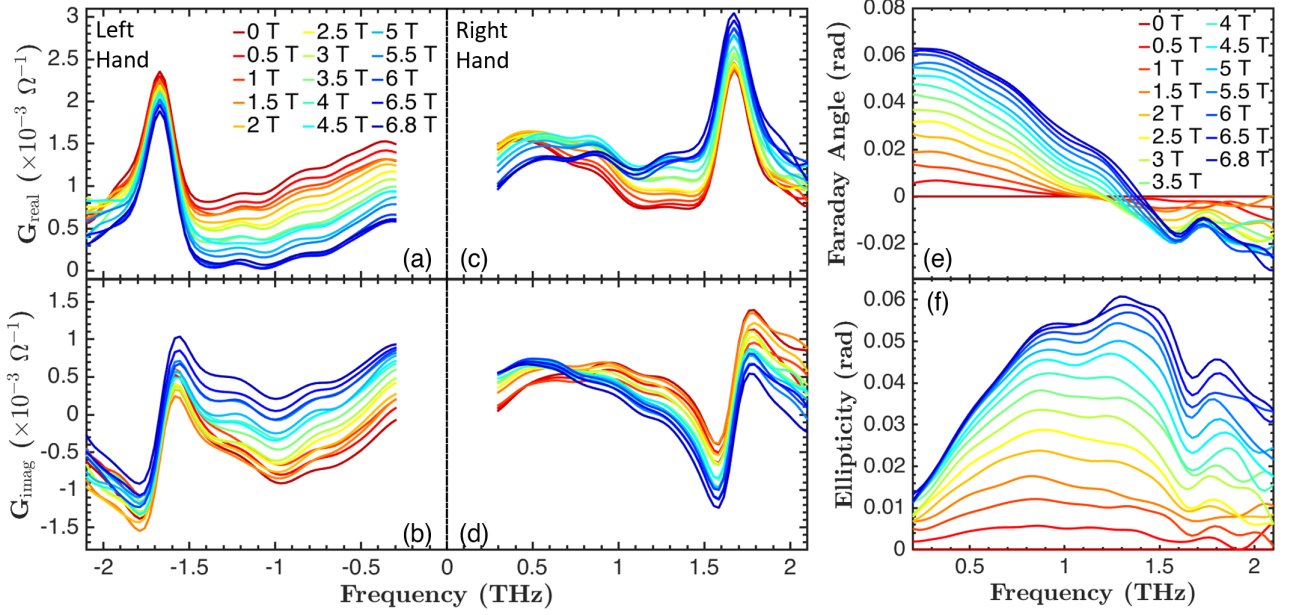 Left
Hand
0 T
0.5 T
1 T
1.5 T
2 T
2.5 T
3 T
3.5 T
4 T
4.5 T
5 T
5.5 T
6 T
6.5 T
6.8 T
G_real (×10⁻³ Ω⁻¹)
3
2.5
2
1.5
1
0.5
0
(a)
Right
Hand
(c)
G_imag (×10⁻³ Ω⁻¹)
1.5
1
0.5
0
-0.5
-1
-1.5
(b)
(d)
-2
-1.5
-1
-0.5
0
0.5
1
1.5
2
Frequency (THz)
Faraday Angle (rad)
0.08
0.06
0.04
0.02
0
-0.02
0 T
0.5 T
1 T
1.5 T
2 T
2.5 T
3 T
3.5 T
4 T
4.5 T
5 T
5.5 T
6 T
6.5 T
6.8 T
(e)
Ellipticity (rad)
0.06
0.05
0.04
0.03
0.02
0.01
0
(f)
0.5
1
1.5
2
Frequency (THz)